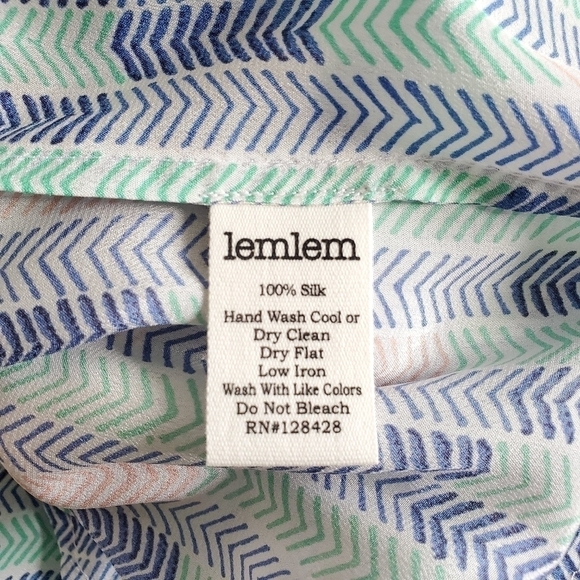 lemlem
100% Silk
Hand Wash Cool or
Dry Clean
Dry Flat
Low Iron
Wash With Like Colors
Do Not Bleach
RN#128428